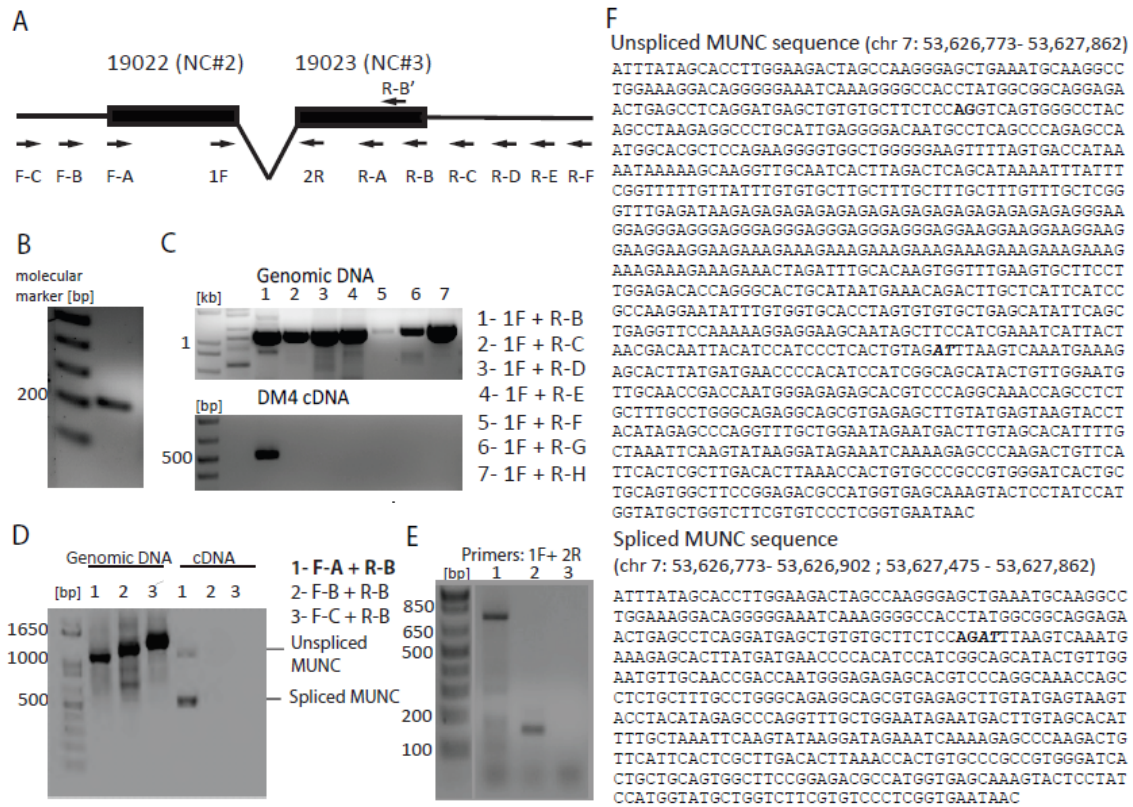 A
19022 (NC#2)
19023 (NC#3)
R-B'
F-C F-B F-A 1F 2R R-A R-B R-C R-D R-E R-F
B
molecular
marker [bp]
200
C
Genomic DNA
[kb] 1 2 3 4 5 6 7
1
DM4 cDNA
[bp]
500
1- 1F + R-B
2- 1F + R-C
3- 1F + R-D
4- 1F + R-E
5- 1F + R-F
6- 1F + R-G
7- 1F + R-H
D
Genomic DNA cDNA
[bp] 1 2 3 1 2 3
1650
1000
500
1- F-A + R-B
2- F-B + R-B
3- F-C + R-B
Unspliced
MUNC
Spliced MUNC
E
Primers: 1F+ 2R
[bp] 1 2 3
850
650
500
200
100
F
Unspliced MUNC sequence (chr 7: 53,626,773- 53,627,862)
ATTTATAGCACCTTGGAAGACTAGCCAAGGGAGCTGAAATGCAAGGCC
TGGAAAGGACAGGGGGAAATCAAAGGGGCCACCTATGGCGGCAGGAGA
GACTGAGCCTCAGGATGAGCTGTGTGCTTCTCCAGGTCAGTGGGCCTAC
AGCCTAAGAGGCCCTGCATTGAGGGGACAATGCCTCAGCCCAGAGCCA
ATGGCACGCTCCAGAAGGGGTGGCTGGGGGAAGTTTTAGTGACCATAA
AATAAAAAGCAAGGTTGCAATCACTTAGACTCAGCATAAAATTTATTT
CGGTTTTTGTTATTTGTGTGCTTGCTTTGCTTTGCTTTGTTTGCTCGG
GTTTGAGATAAGAGAGAGAGAGAGAGAGAGAGAGAGAGAGAGAGGGAA
GGAGGAGGGAGGGAGGGAGGGAGGGAGGGAGGAAGGAAGGAAGGAA
GAAGGAAGGAAGAAAGAAAGAAAGAAAGAAAGAAAGAAAGAAAGAAAG
AAAGAAAGAAAGAAACTAGATTTGCACAAGTGGTTTGAAGTGCTTCCT
TGGAGACACCAGGGCACTGCATAATGAAACAGACTTGCTCATTCATCC
GCCAAGGAATATTTGTGGTGCACCTAGTGTGTGCTGAGCATATTCAGC
TGAGGTTCCAAAAAGGAGGAAGCAATAGCTTCCATCGAAATCATTACT
AACGACAATTACATCCATCCCTCACTGTAGATTTAAGTCAAATGAAAG
AGCACTTATGATGAACCCCACATCCATCGGCAGCATACTGTTGGAATG
TTGCAACCGACCAATGGGAGAGAGCACGTCCCAGGCAAACCAGCCTCT
GCTTTGCCTGGGCAGAGGCAGCGTGAGAGCTTGTATGAGTAAGTACCT
ACATAGAGCCCAGGTTTGCTGGAATAGAATGACTTGTAGCACATTTTG
CTAAATTCAAGTATAAGGATAGAAATCAAAAGAGCCCAAGACTGTTCA
TTCACTCGCTTGACACTTAAACCACTGTGCCCGCCGTGGGATCACTGC
TGCAGTGGCTTCCGGAGACGCCATGGTGAGCAAAGTACTCCTATCCAT
GGTATGCTGGTCTTCGTGTCCCTCGGTGAATAAC
Spliced MUNC sequence
(chr 7: 53,626,773- 53,626,902 ; 53,627,475 - 53,627,862)
ATTTATAGCACCTTGGAAGACTAGCCAAGGGAGCTGAAATGCAAGGCC
TGGAAAGGACAGGGGGAAATCAAAGGGGCCACCTATGGCGGCAGGAGA
GACTGAGCCTCAGGATGAGCTGTGTGCTTCTCCAGATTTAAGTCAAATG
AAAGAGCACTTATGATGAACCCCACATCCATCGGCAGCATACTGTTGG
AATGTTGCAACCGACCAATGGGAGAGAGCACGTCCCAGGCAAACCAGC
CTCTGCTTTGCCTGGGCAGAGGCAGCGTGAGAGCTTGTATGAGTAAGT
ACCTACATAGAGCCCAGGTTTGCTGGAATAGAATGACTTGTAGCACAT
TTTGCTAAATTCAAGTATAAGGATAGAAATCAAAAGAGCCCAAGACTG
TTCATTCACTCGCTTGACACTTAAACCACTGTGCCCGCCGTGGGATCA
CTGCTGCAGTGGCTTCCGGAGACGCCATGGTGAGCAAAGTACTCCTAT
CCATGGTATGCTGGTCTTCGTGTCCCTCGGTGAATAAC